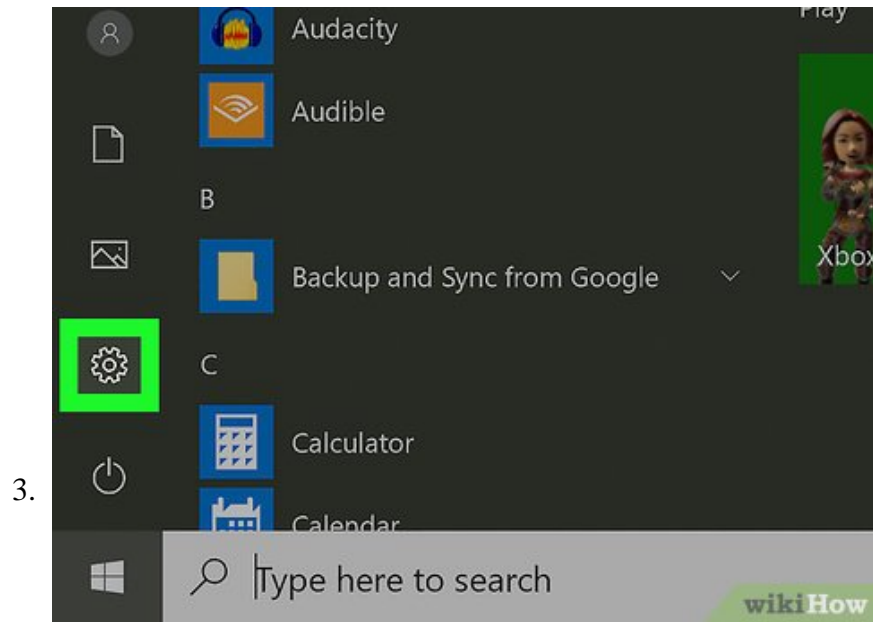 Play
Audacity
Audible
B
Backup and Sync from Google
Xbox
C
Calculator
3.
Calendar
Type here to search
wikiHow